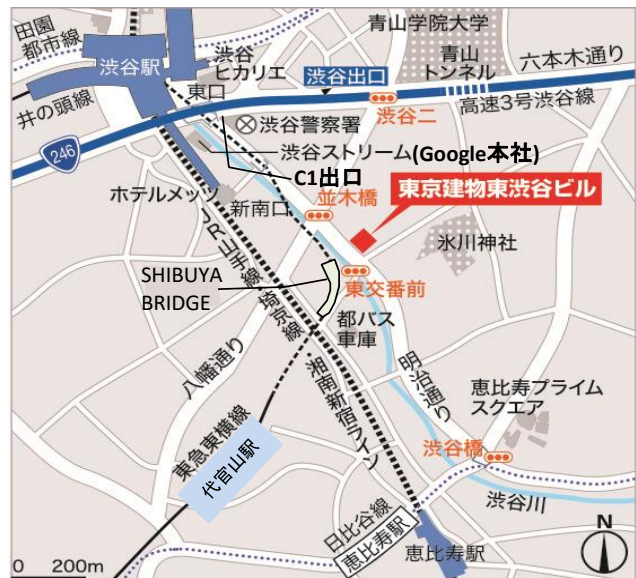 田園
都市線
渋谷駅
井の頭線
246
渋谷
ヒカリエ
東口
渋谷出口
青山学院大学
青山
トンネル
六本木通り
高速3号渋谷線
渋谷二
渋谷警察署
渋谷ストリーム(Google本社)
C1出口
ホテルメッツ
新南口
並木橋
東京建物東渋谷ビル
氷川神社
東交番前
SHIBUYA
BRIDGE
都バス
車庫
JR山手線
埼京線
湘南新宿ライン
八幡通り
明治通り
恵比寿プライム
スクエア
東急東横線
代官山駅
渋谷橋
渋谷川
日比谷線
恵比寿駅
恵比寿駅
N
0 200m